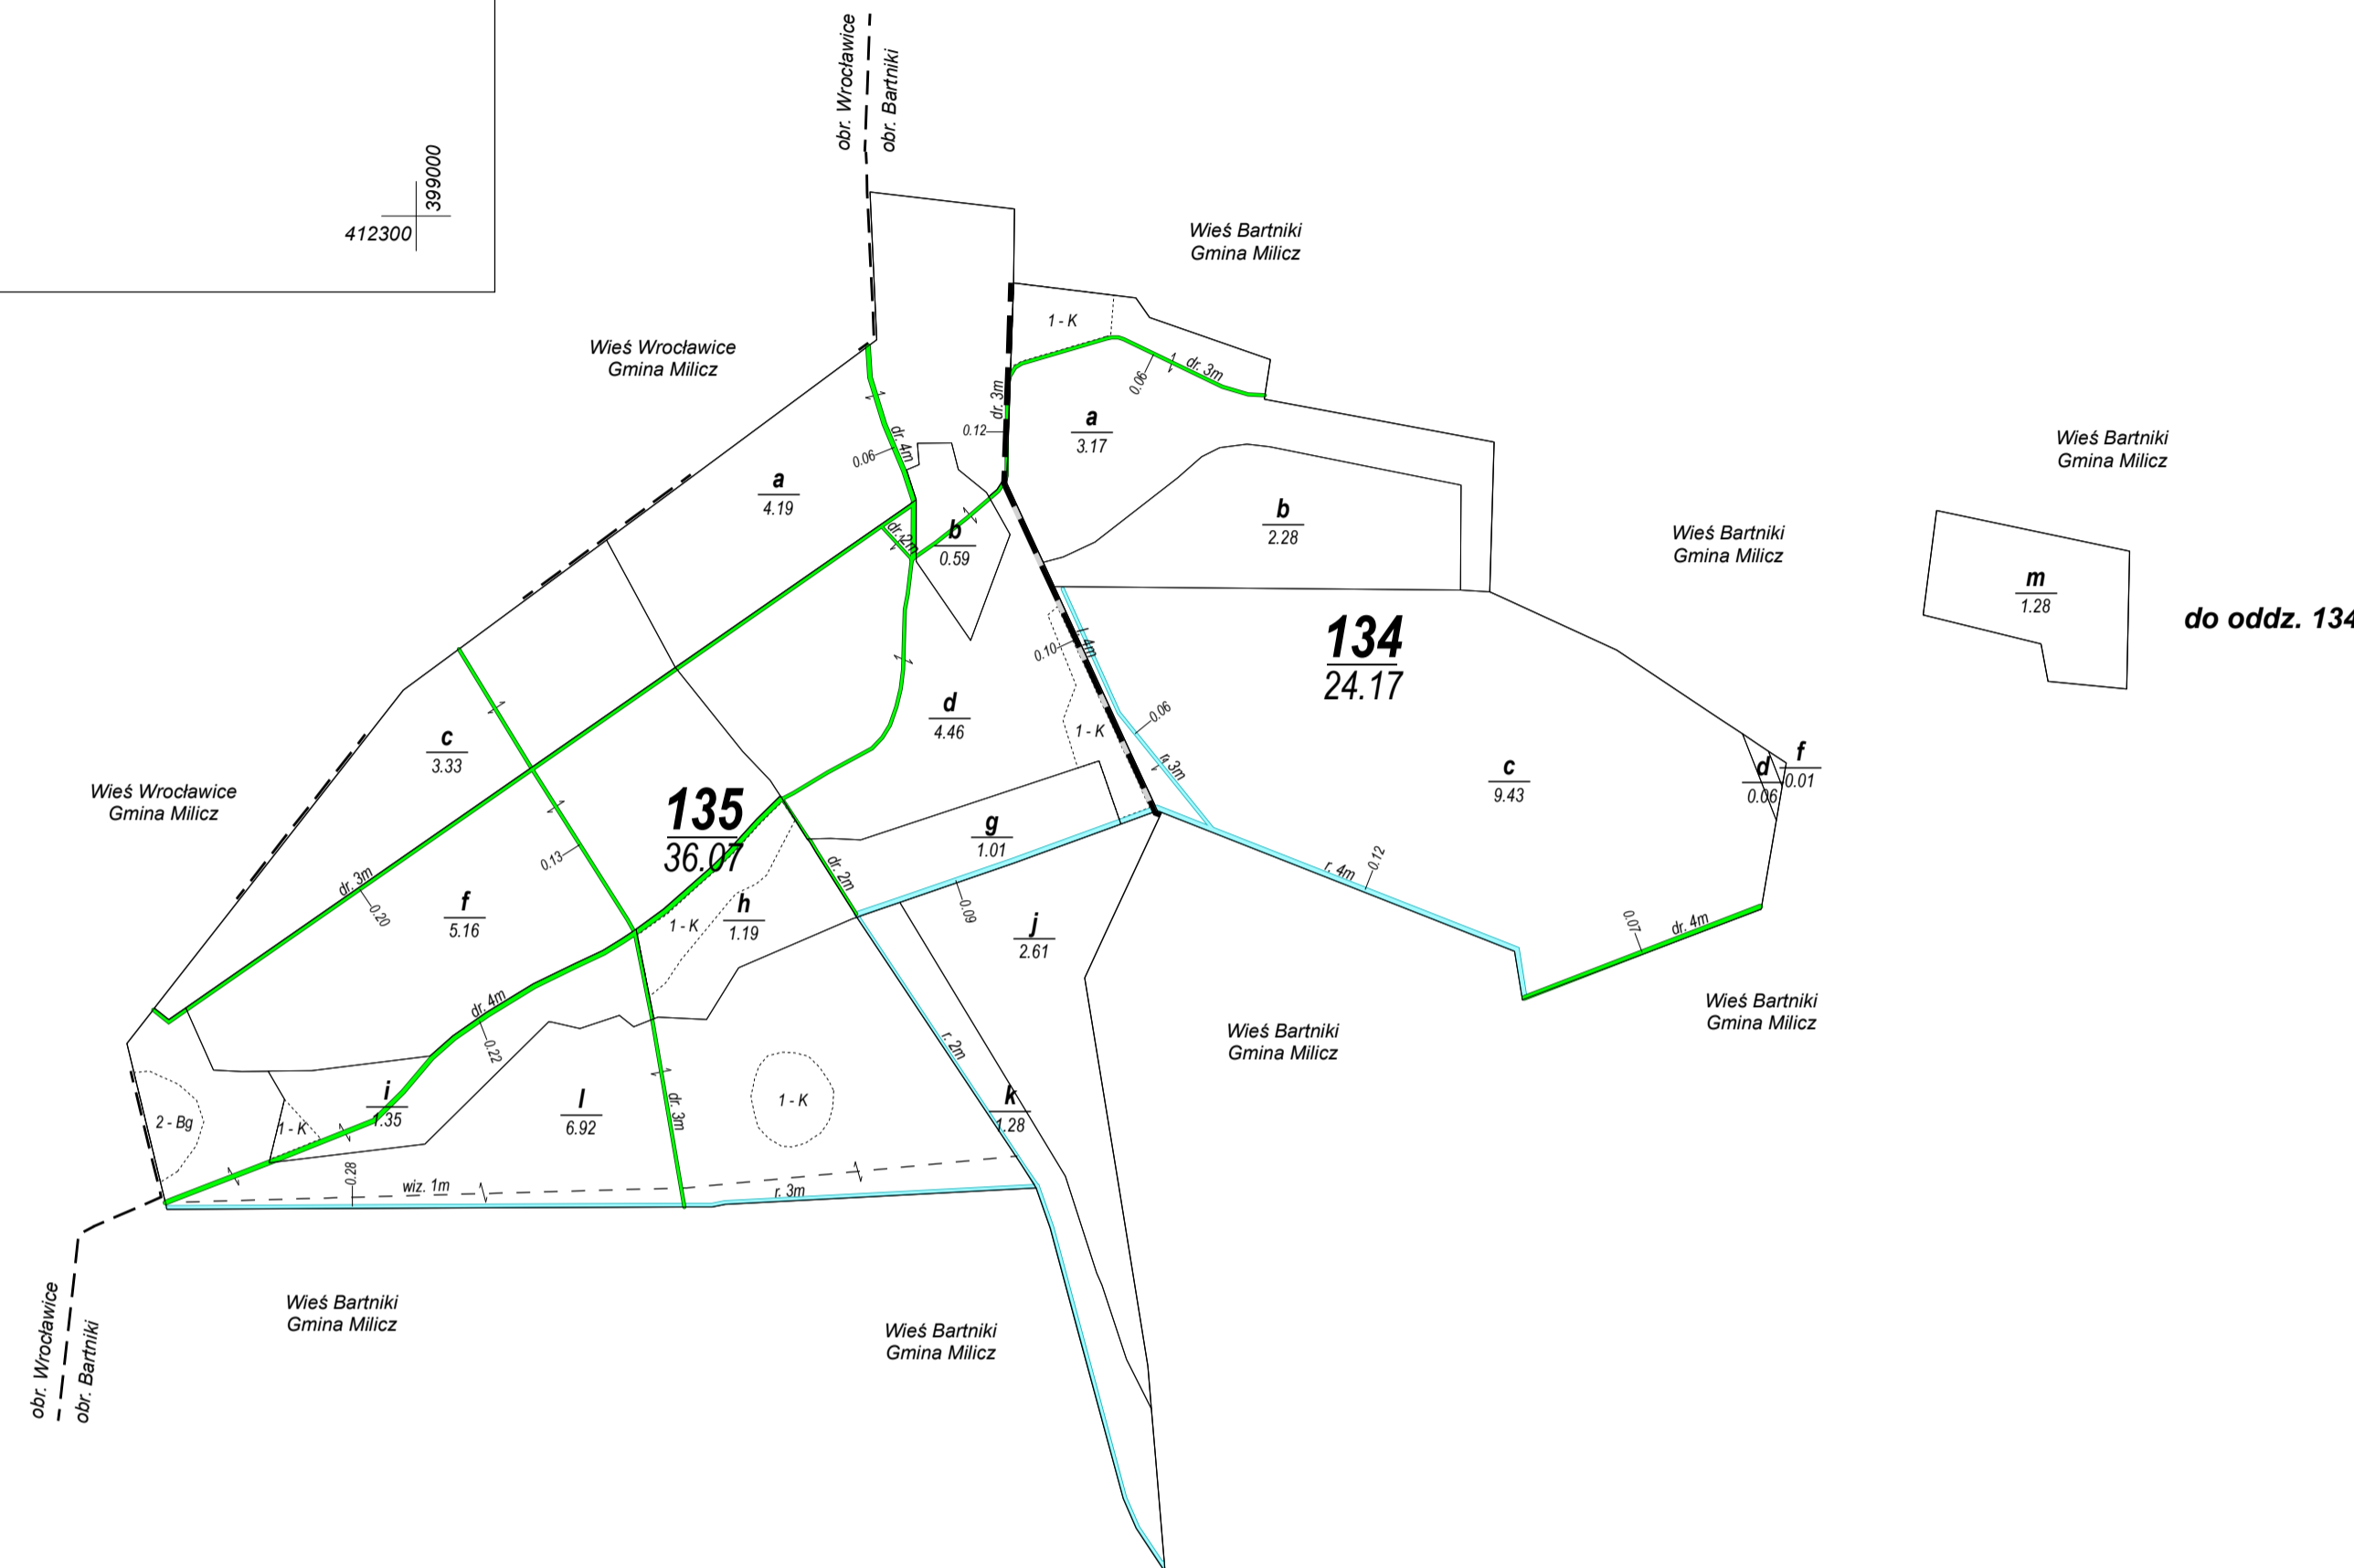 obr. Wrocławice
obr. Bartniki
399000
412300
Wieś Bartniki
Gmina Milicz
1 - K
Wieś Wrocławice
Gmina Milicz
dr. 3m
0.06
dr. 3m
0.12
a
3.17
dr. 4m
0.06
Wieś Bartniki
Gmina Milicz
a
4.19
b
2.28
b
0.59
dr. 2m
Wieś Bartniki
Gmina Milicz
m
1.28
do oddz. 134
134
24.17
0.10
4m
d
4.46
1 - K
0.06
r. 3m
c
3.33
c
9.43
d
0.06
f
0.01
Wieś Wrocławice
Gmina Milicz
135
36.07
g
1.01
0.13
dr. 2m
r. 4m
0.12
dr. 3m
0.20
f
5.16
h
1.19
1 - K
0.09
j
2.61
0.07
dr. 4m
dr. 4m
0.22
Wieś Bartniki
Gmina Milicz
Wieś Bartniki
Gmina Milicz
r. 2m
i
1.35
l
6.92
1 - K
k
1.28
2 - Bg
1 - K
dr. 3m
0.28
wiz. 1m
r. 3m
obr. Wrocławice
obr. Bartniki
Wieś Bartniki
Gmina Milicz
Wieś Bartniki
Gmina Milicz